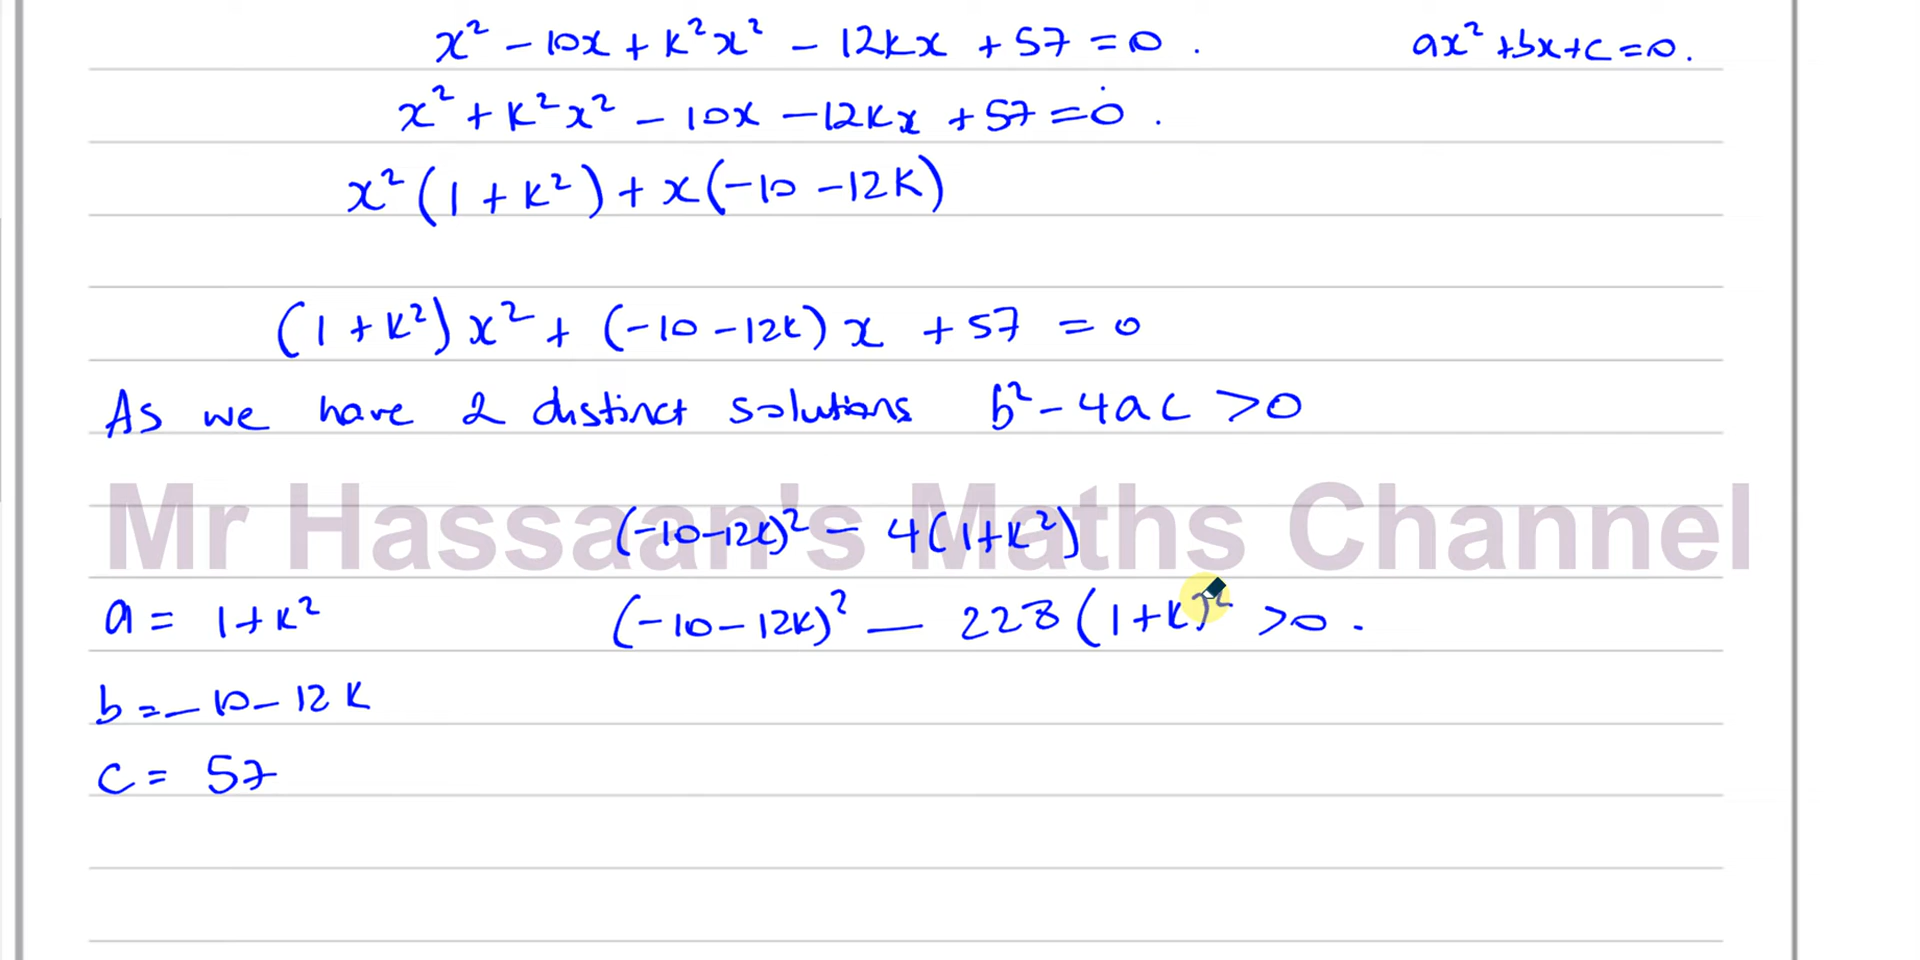 x² - 10x + k²x² - 12kx + 57 = 0 . ax² + bx + c = 0 .
x² + k²x² - 10x - 12kx + 57 = 0 .
x² (1 + k²) + x(-10 - 12k)
(1 + k²) x² + (-10 - 12k) x + 57 = 0
As we have 2 distinct solutions b² - 4ac > 0
Mr Hassaan's Maths Channel
(-10-12k)² - 4(1+k²)
a = 1 + k² (-10 - 12k)² - 228 (1 + k)² > 0 .
b = -10 - 12k
c = 57